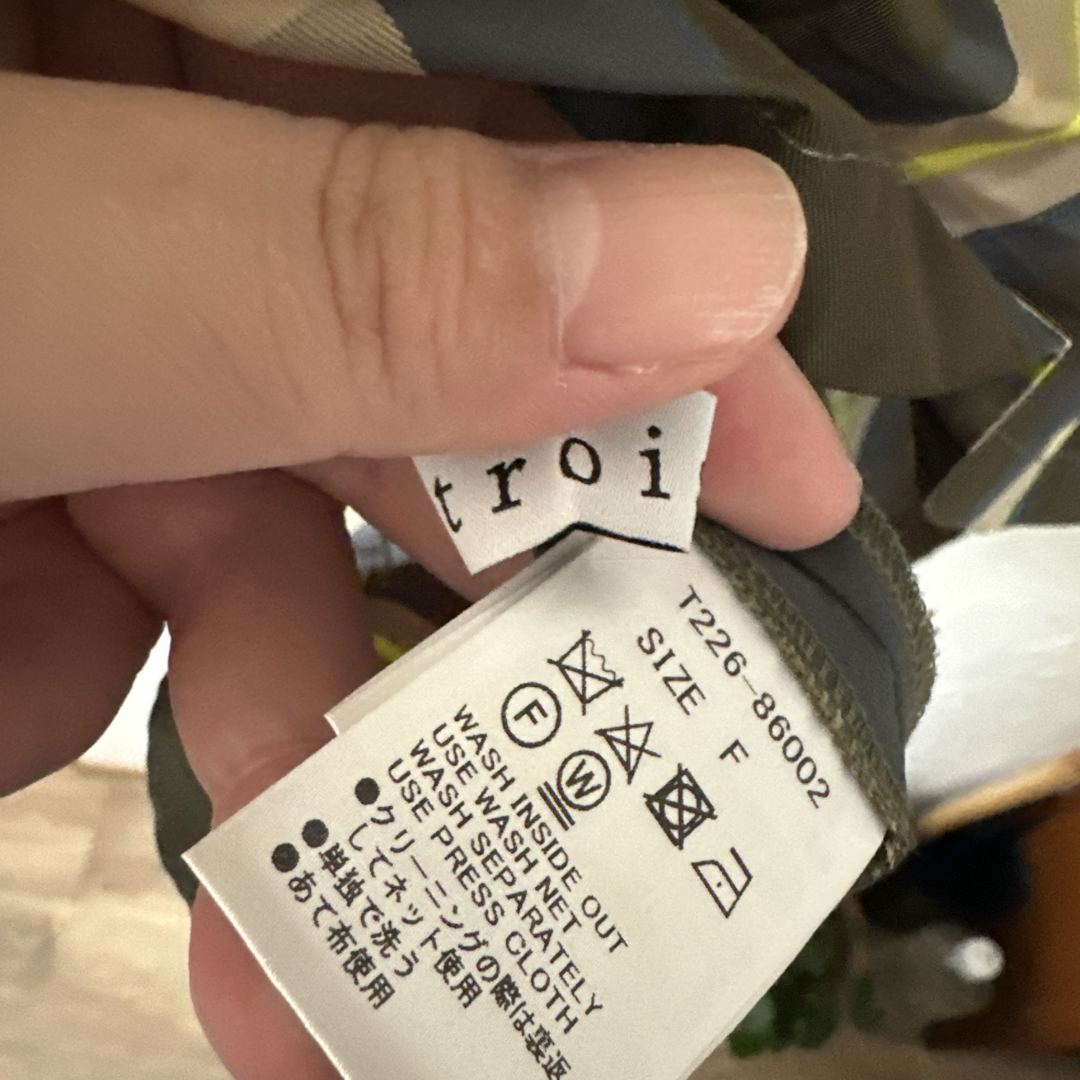 troi
T226-86002
SIZE F
F
W
WASH INSIDE OUT
USE WASH NET
WASH SEPARATELY
USE PRESS CLOTH
●クリーニングの際は裏返
してネット使用
●単独で洗う
●あて布使用